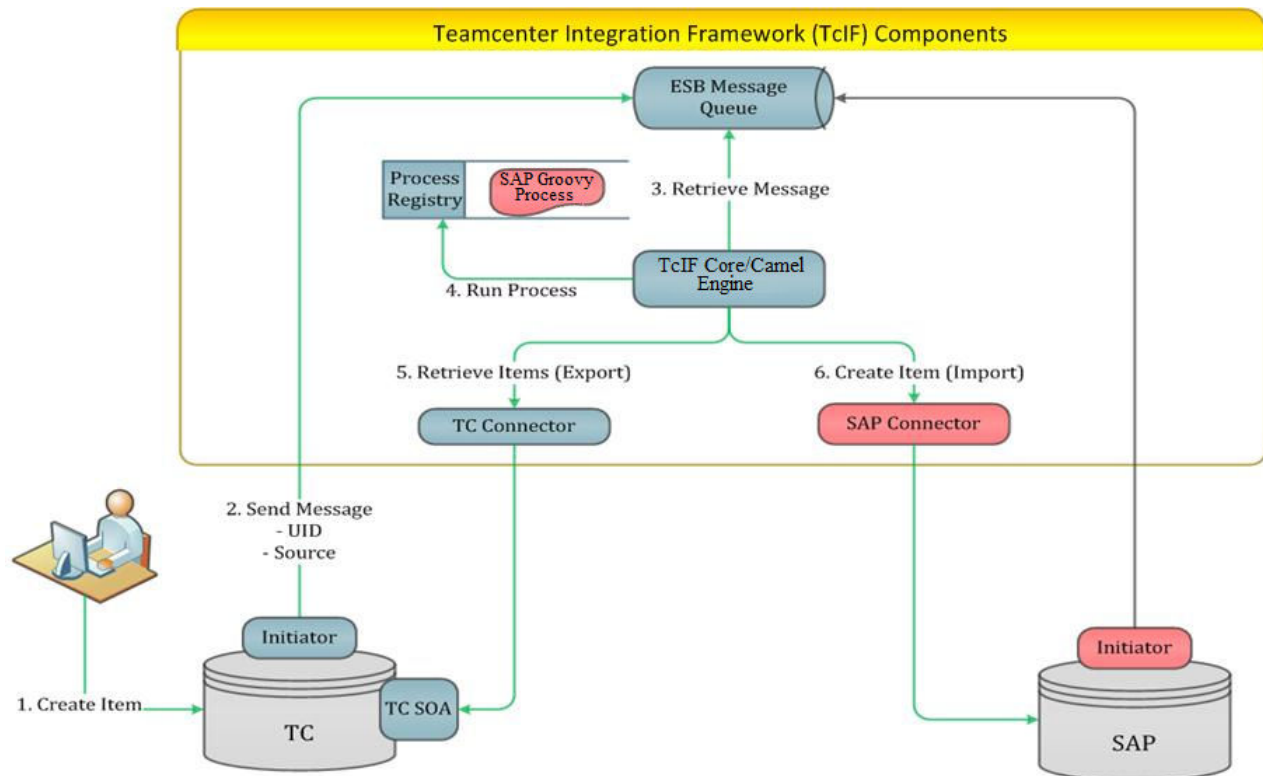 Teamcenter Integration Framework (TcIF) Components
ESB Message
Queue
Process
Registry
SAP Groovy
Process
3. Retrieve Message
TcIF Core/Camel
Engine
4. Run Process
5. Retrieve Items (Export)
6. Create Item (Import)
TC Connector
SAP Connector
2. Send Message
- UID
- Source
Initiator
Initiator
1. Create Item
TC SOA
TC
SAP